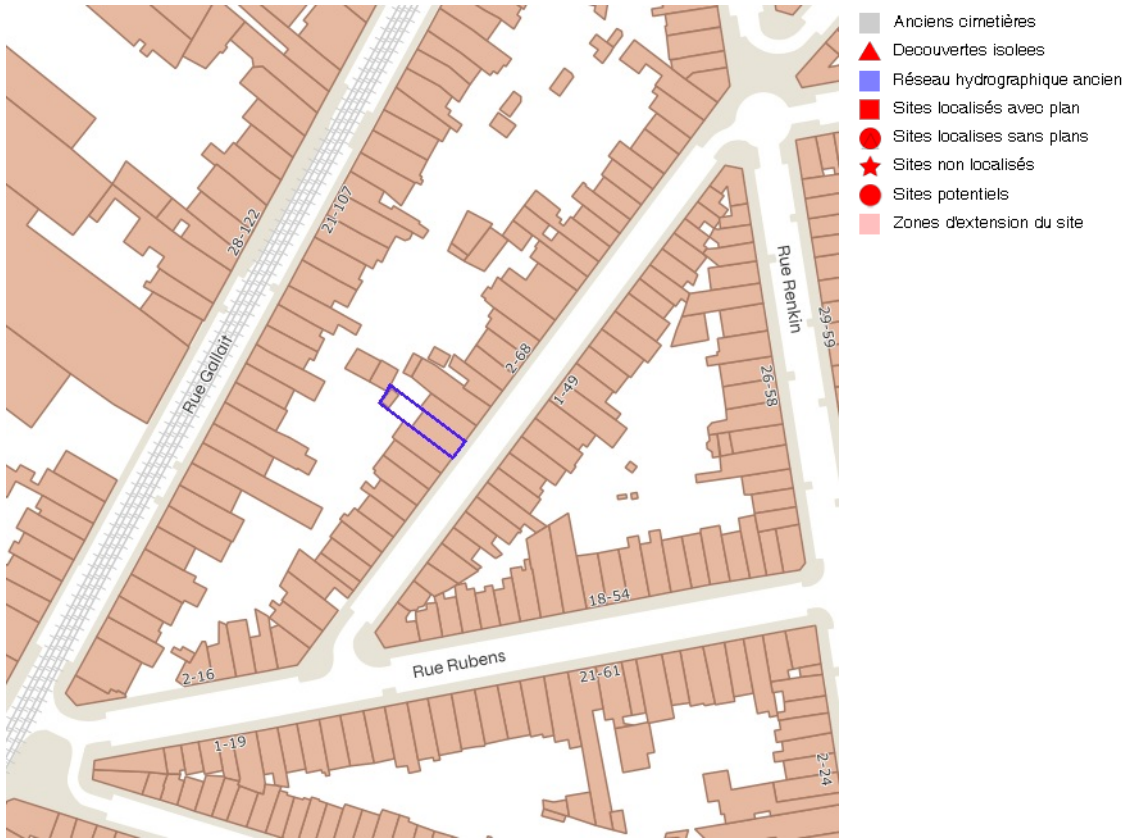 Anciens cimetières
Decouvertes isolees
Réseau hydrographique ancien
Sites localisés avec plan
Sites localises sans plans
Sites non localisés
Sites potentiels
Zones d'extension du site
28-122
21-107
Rue Gallait
2-68
1-49
Rue Renkin
29-59
26-58
18-54
Rue Rubens
2-16
21-61
1-19
2-24